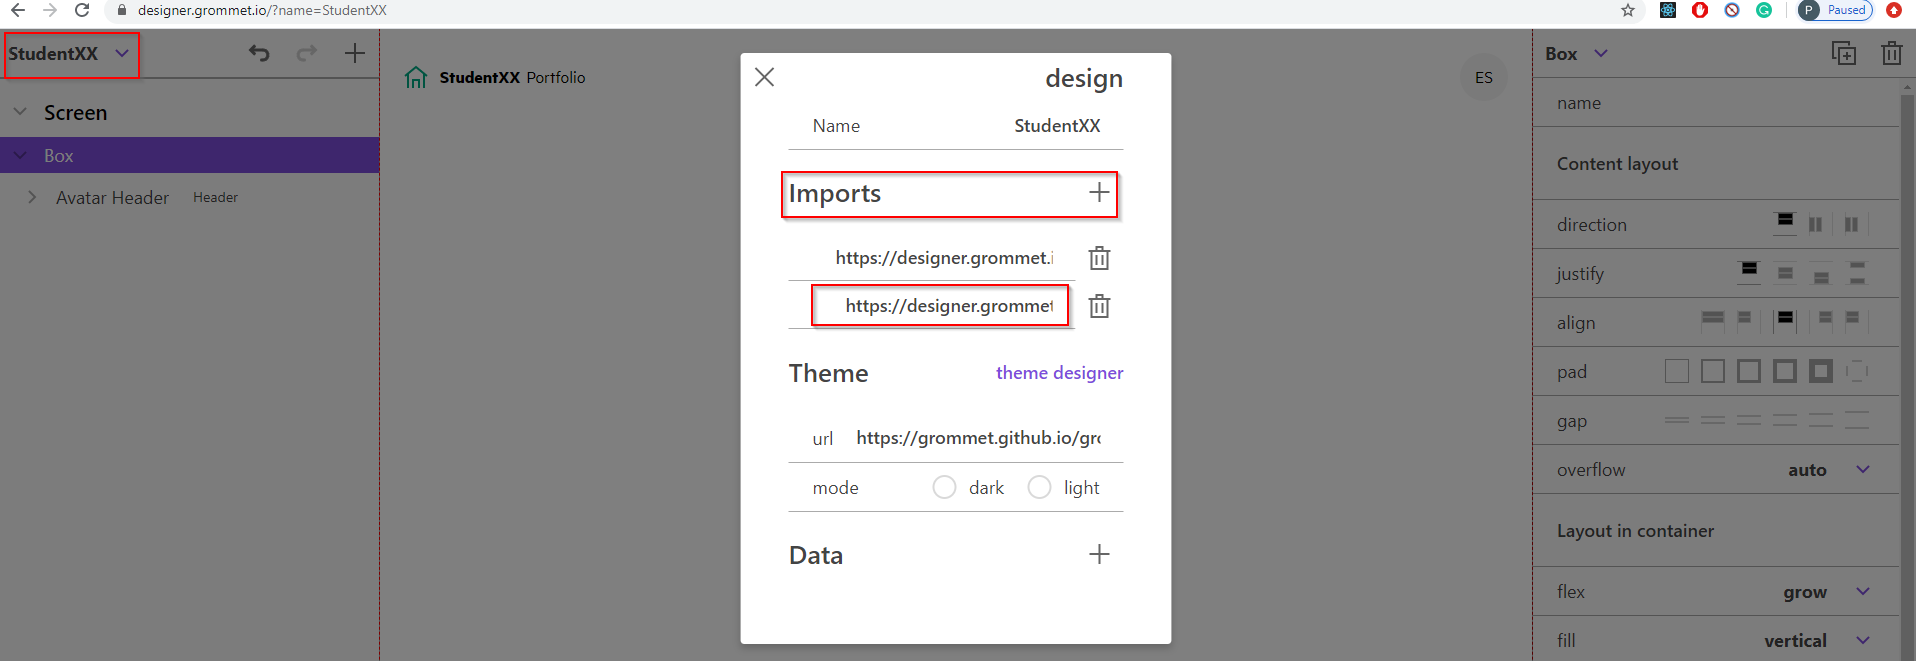 designer.grommet.io/?name=StudentXX
P
Paused
StudentXX
Screen
Box
Avatar Header Header
StudentXX Portfolio
ES
design
Name StudentXX
Imports
https://designer.grommet.i
https://designer.grommet
Theme theme designer
url https://grommet.github.io/gro
mode dark light
Data
Box
name
Content layout
direction
justify
align
pad
gap
overflow auto
Layout in container
flex grow
fill vertical